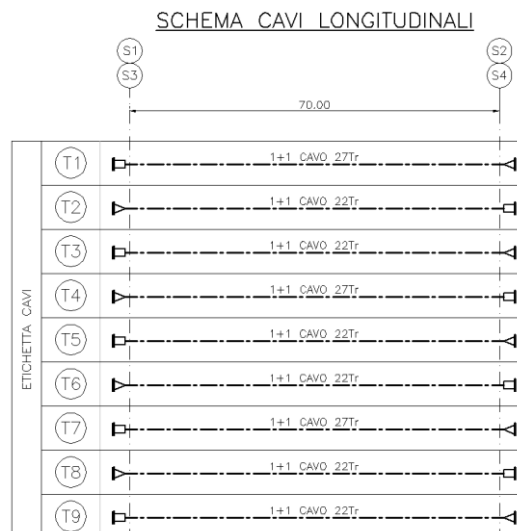 SCHEMA CAVI LONGITUDINALI
S1 S2
S3 S4
70.00
ETICHETTA CAVI
T1 1+1 CAVO 27Tr
T2 1+1 CAVO 22Tr
T3 1+1 CAVO 22Tr
T4 1+1 CAVO 27Tr
T5 1+1 CAVO 22Tr
T6 1+1 CAVO 22Tr
T7 1+1 CAVO 27Tr
T8 1+1 CAVO 22Tr
T9 1+1 CAVO 22Tr